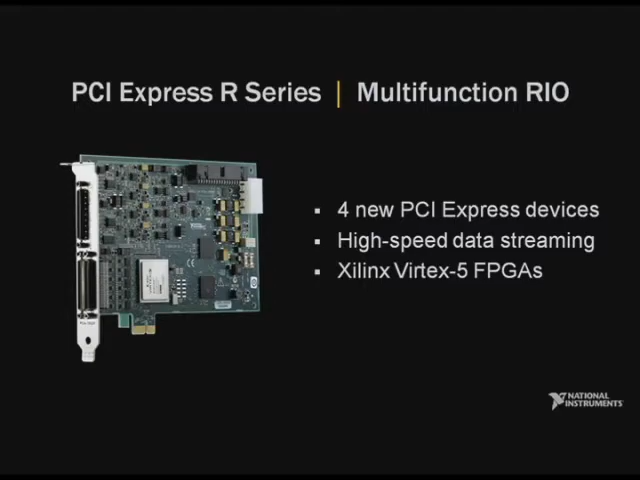 PCI Express R Series | Multifunction RIO
▪ 4 new PCI Express devices
▪ High-speed data streaming
▪ Xilinx Virtex-5 FPGAs
NATIONAL
INSTRUMENTS